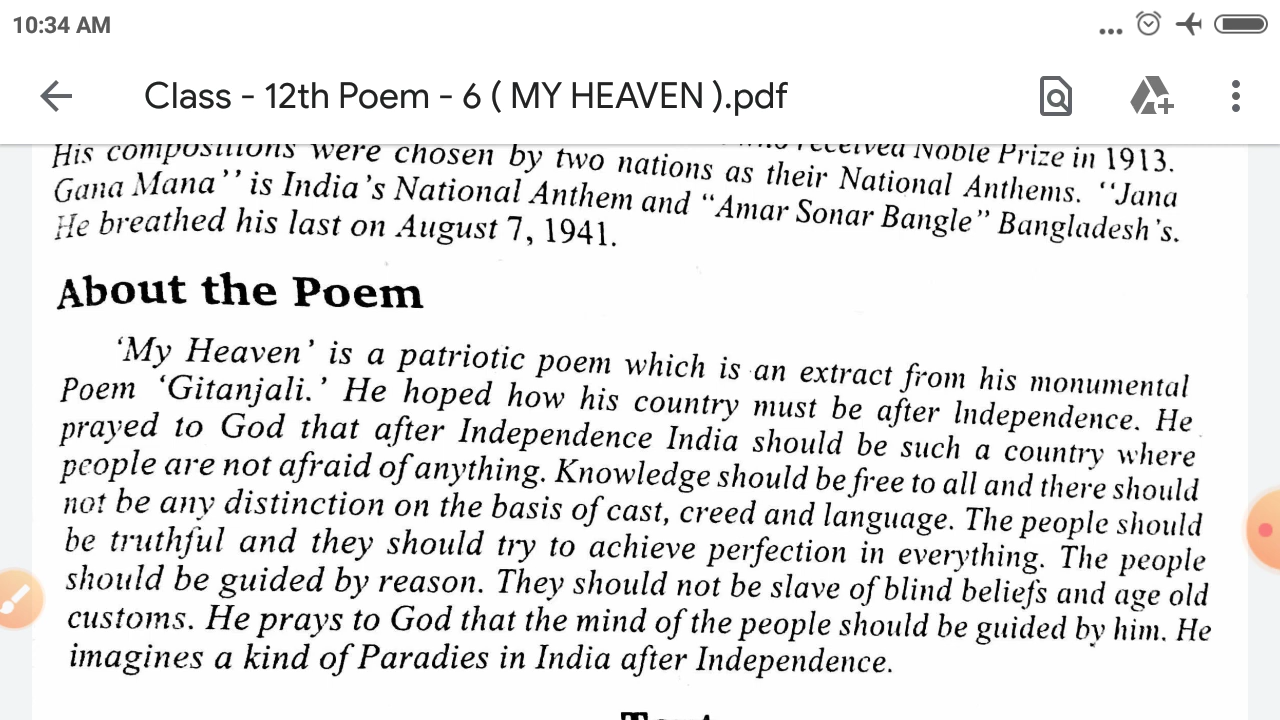 10:34 AM
Class - 12th Poem - 6 ( MY HEAVEN ).pdf
His compositions were chosen by two nations as their National Anthems. "Jana
received Noble Prize in 1913.
Gana Mana" is India's National Anthem and "Amar Sonar Bangle" Bangladesh's.
He breathed his last on August 7, 1941.
About the Poem
'My Heaven' is a patriotic poem which is an extract from his monumental
Poem 'Gitanjali.' He hoped how his country must be after Independence. He
prayed to God that after Independence India should be such a country where
people are not afraid of anything. Knowledge should be free to all and there should
not be any distinction on the basis of cast, creed and language. The people should
be truthful and they should try to achieve perfection in everything. The people
should be guided by reason. They should not be slave of blind beliefs and age old
customs. He prays to God that the mind of the people should be guided by him. He
imagines a kind of Paradies in India after Independence.